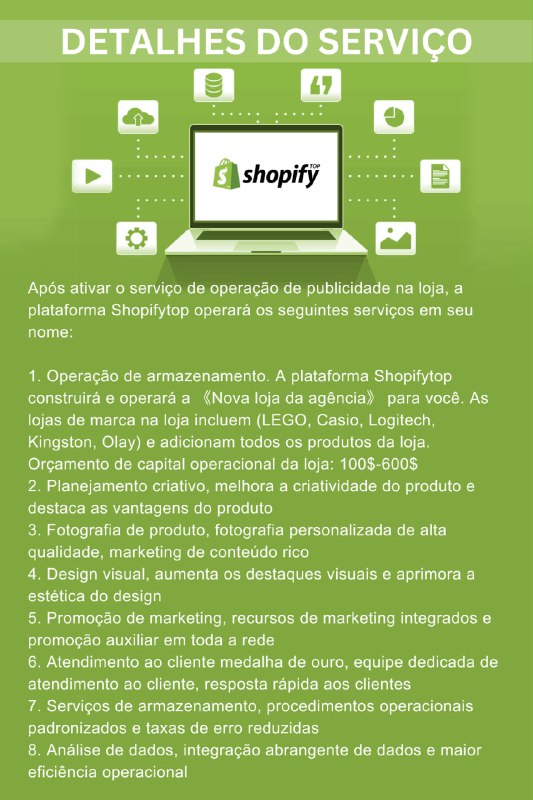 DETALHES DO SERVIÇO
shopify TOP
Após ativar o serviço de operação de publicidade na loja, a
plataforma Shopifytop operará os seguintes serviços em seu
nome:
1. Operação de armazenamento. A plataforma Shopifytop
construirá e operará a 《Nova loja da agência》 para você. As
lojas de marca na loja incluem (LEGO, Casio, Logitech,
Kingston, Olay) e adicionam todos os produtos da loja.
Orçamento de capital operacional da loja: 100$-600$
2. Planejamento criativo, melhora a criatividade do produto e
destaca as vantagens do produto
3. Fotografia de produto, fotografia personalizada de alta
qualidade, marketing de conteúdo rico
4. Design visual, aumenta os destaques visuais e aprimora a
estética do design
5. Promoção de marketing, recursos de marketing integrados e
promoção auxiliar em toda a rede
6. Atendimento ao cliente medalha de ouro, equipe dedicada de
atendimento ao cliente, resposta rápida aos clientes
7. Serviços de armazenamento, procedimentos operacionais
padronizados e taxas de erro reduzidas
8. Análise de dados, integração abrangente de dados e maior
eficiência operacional